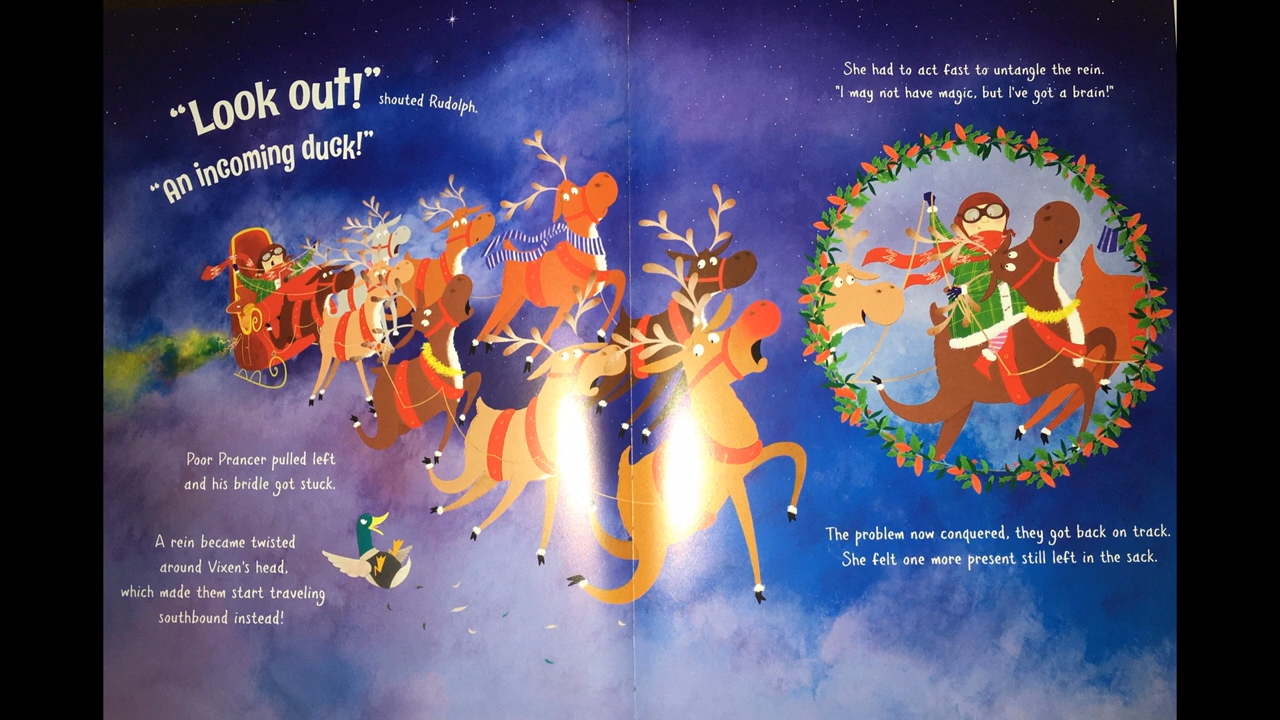 “Look out!” shouted Rudolph.
“An incoming duck!”
Poor Prancer pulled left
and his bridle got stuck.
A rein became twisted
around Vixen's head,
which made them start traveling
southbound instead!
She had to act fast to untangle the rein.
"I may not have magic, but I've got a brain!"
The problem now conquered, they got back on track.
She felt one more present still left in the sack.